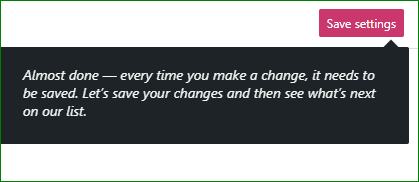 Save settings
Almost done — every time you make a change, it needs to
be saved. Let's save your changes and then see what's next
on our list.